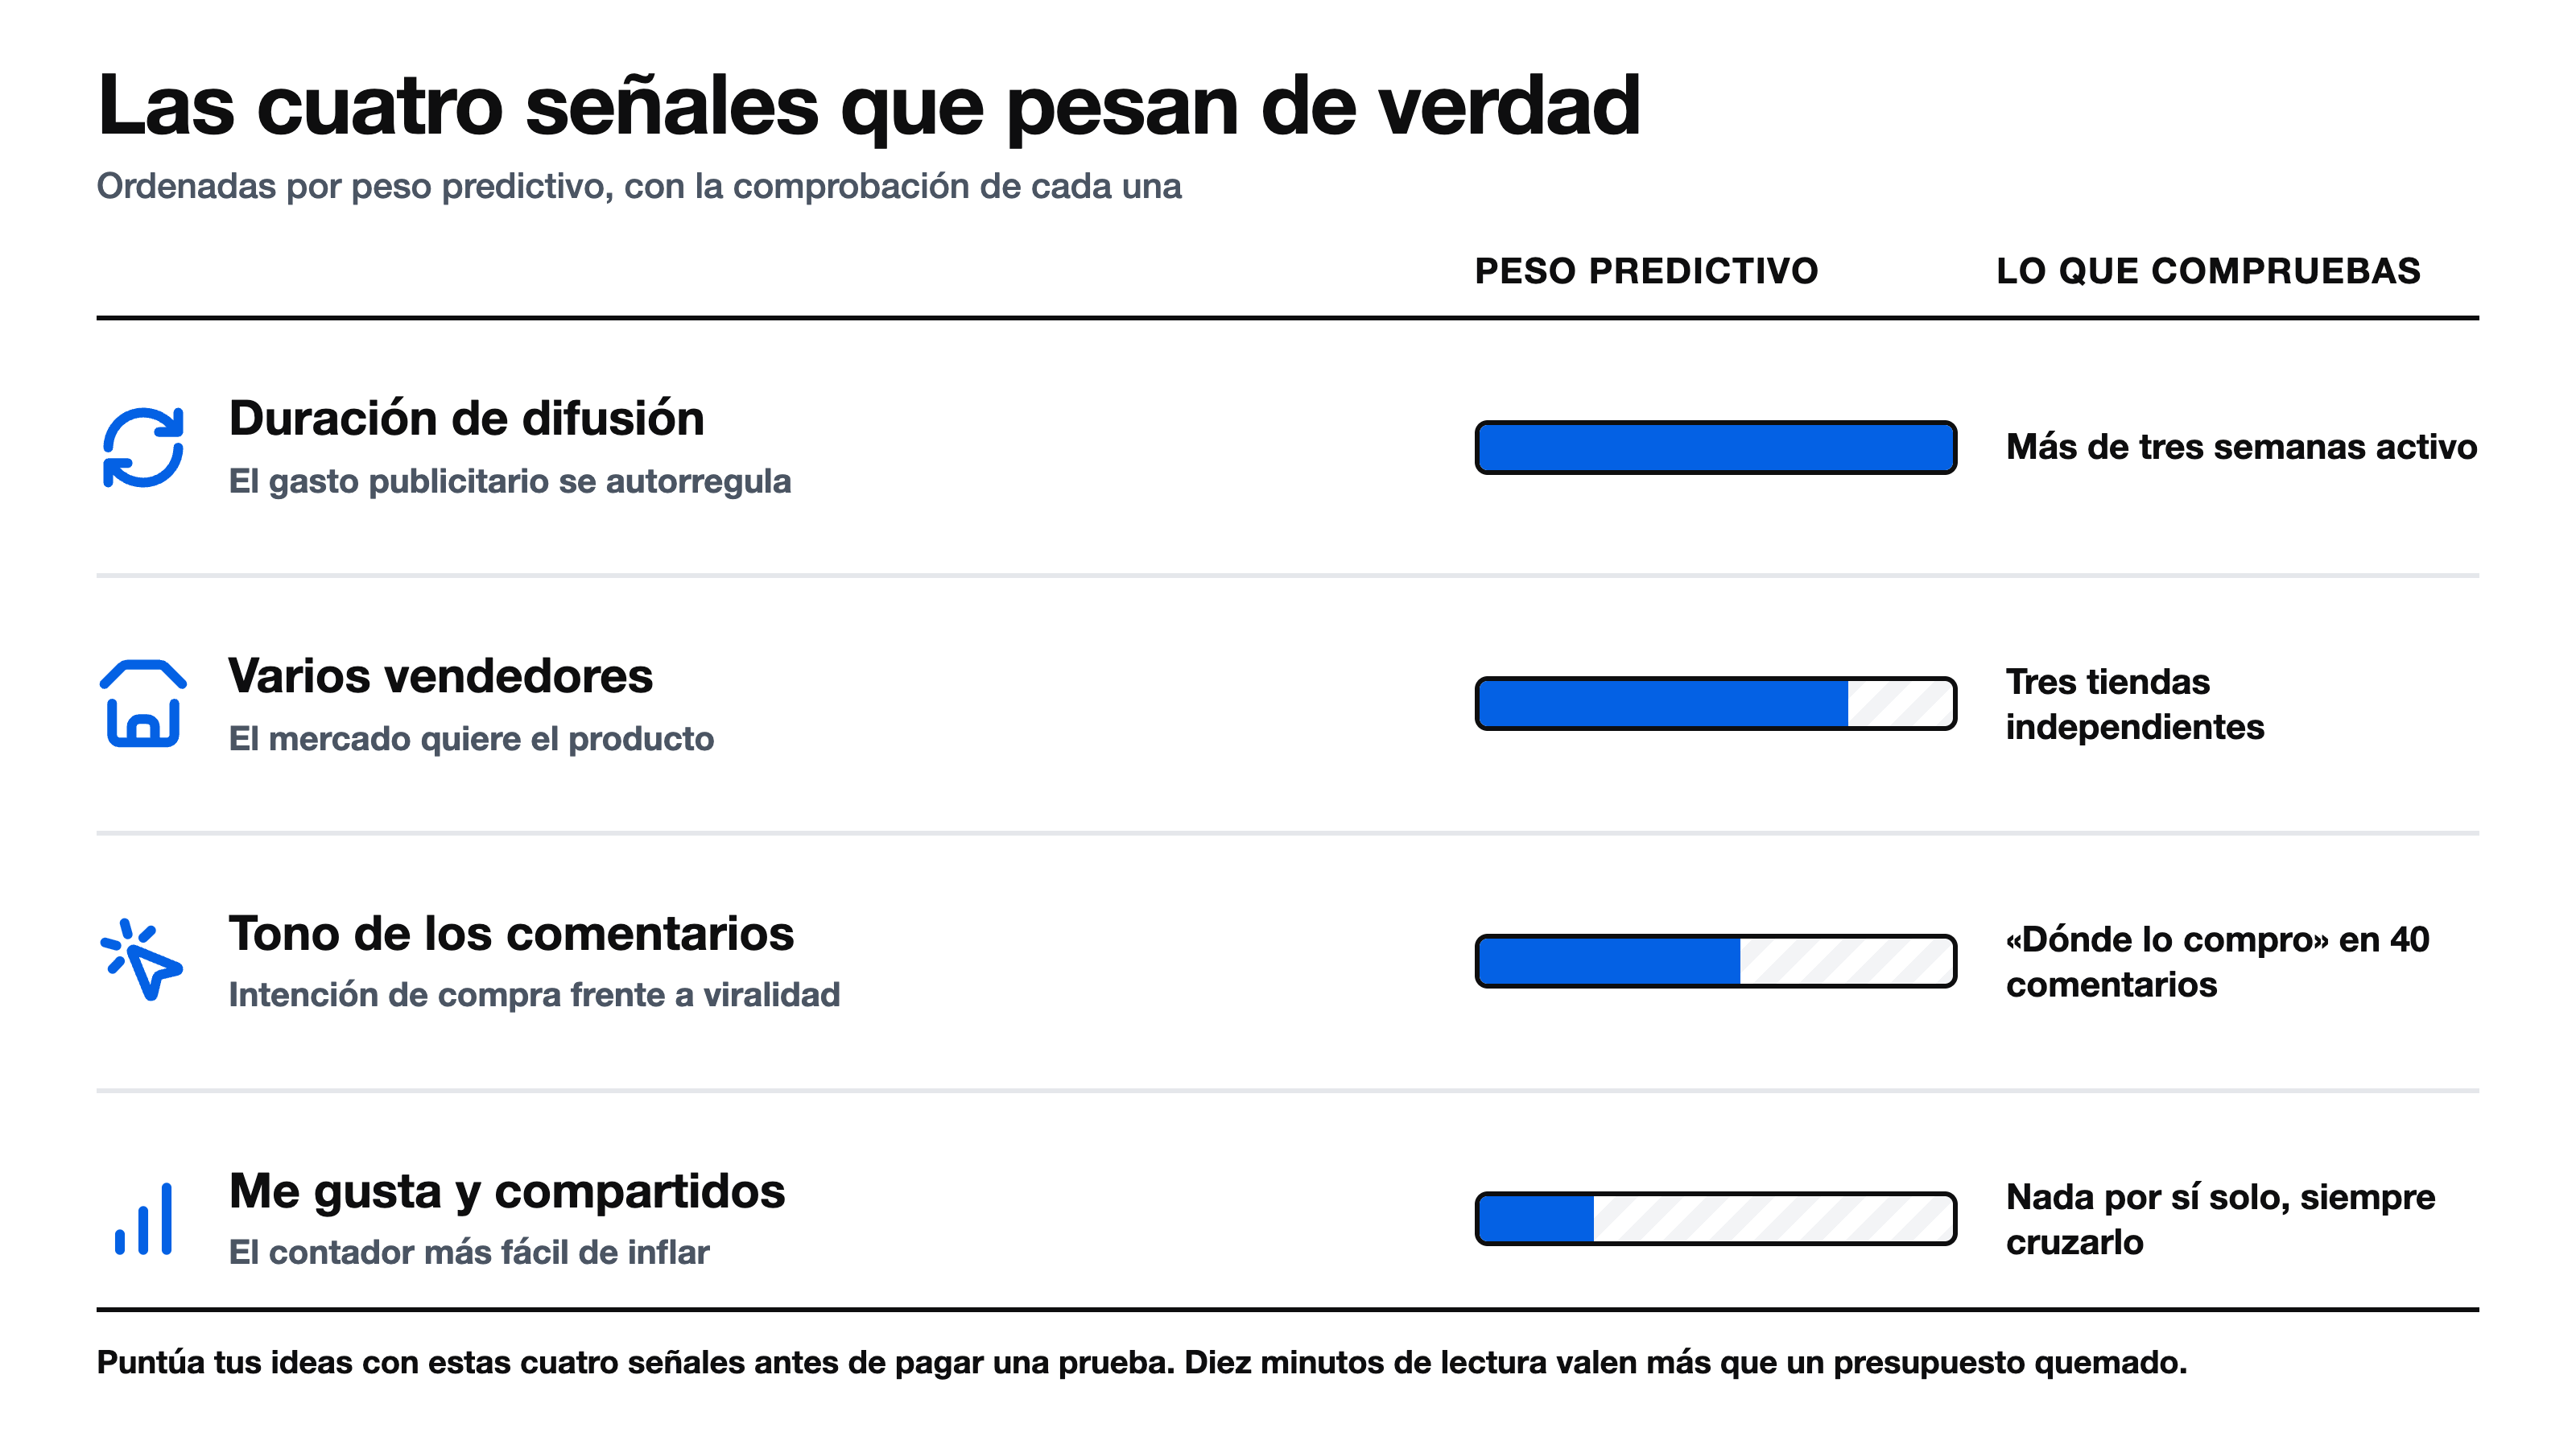 Las cuatro señales que pesan de verdad
Ordenadas por peso predictivo, con la comprobación de cada una
PESO PREDICTIVO
LO QUE COMPRUEBAS
Duración de difusión
El gasto publicitario se autorregula
Más de tres semanas activo
Varios vendedores
El mercado quiere el producto
Tres tiendas
independientes
Tono de los comentarios
Intención de compra frente a viralidad
«Dónde lo compro» en 40
comentarios
Me gusta y compartidos
El contador más fácil de inflar
Nada por sí solo, siempre
cruzarlo
Puntúa tus ideas con estas cuatro señales antes de pagar una prueba. Diez minutos de lectura valen más que un presupuesto quemado.